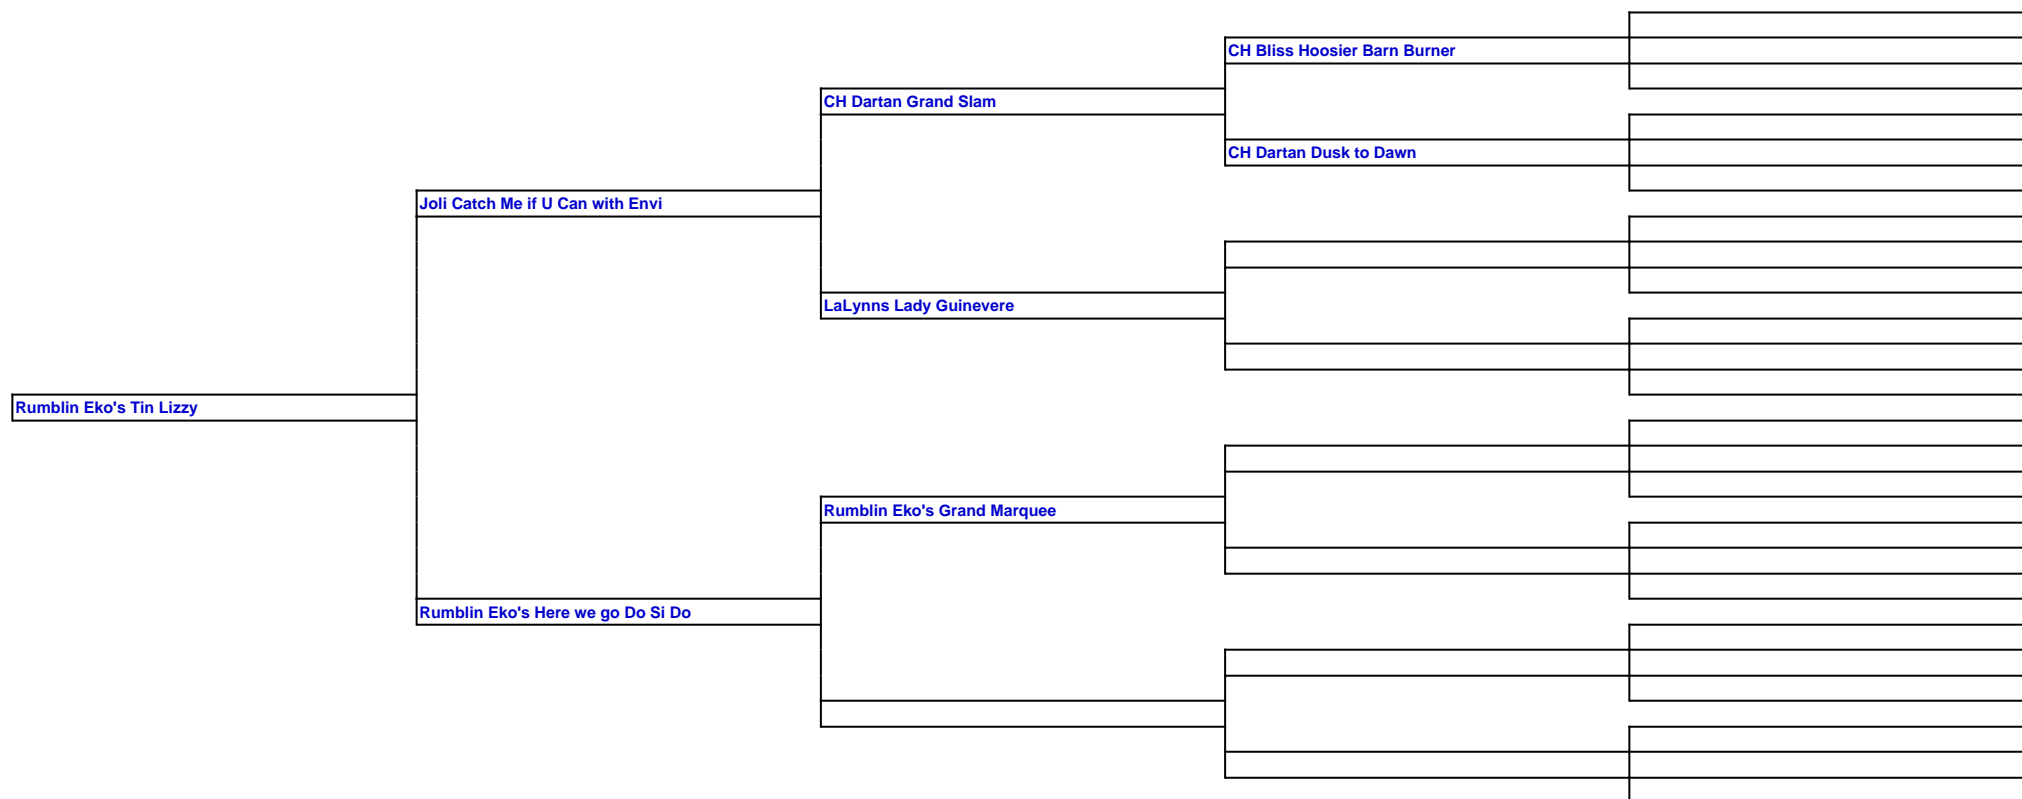 CH Bliss Hoosier Barn Burner
CH Dartan Grand Slam
CH Dartan Dusk to Dawn
Joli Catch Me if U Can with Envi
LaLynns Lady Guinevere
Rumblin Eko's Tin Lizzy
Rumblin Eko's Grand Marquee
Rumblin Eko's Here we go Do Si Do